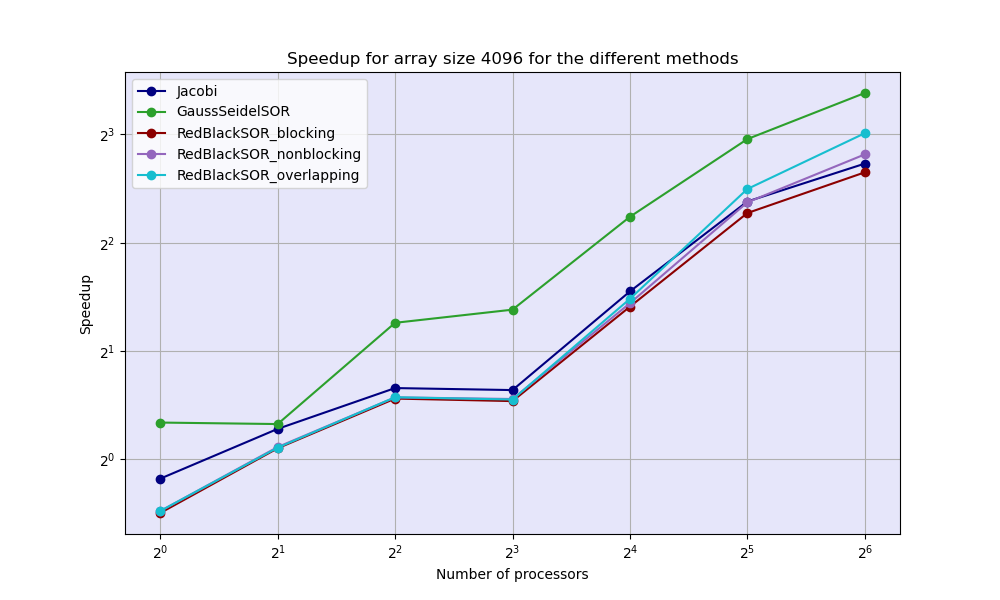 Speedup for array size 4096 for the different methods
Jacobi
GaussSeidelSOR
RedBlackSOR_blocking
RedBlackSOR_nonblocking
RedBlackSOR_overlapping
Speedup
2³
2²
2¹
2⁰
2⁰ 2¹ 2² 2³ 2⁴ 2⁵ 2⁶
Number of processors